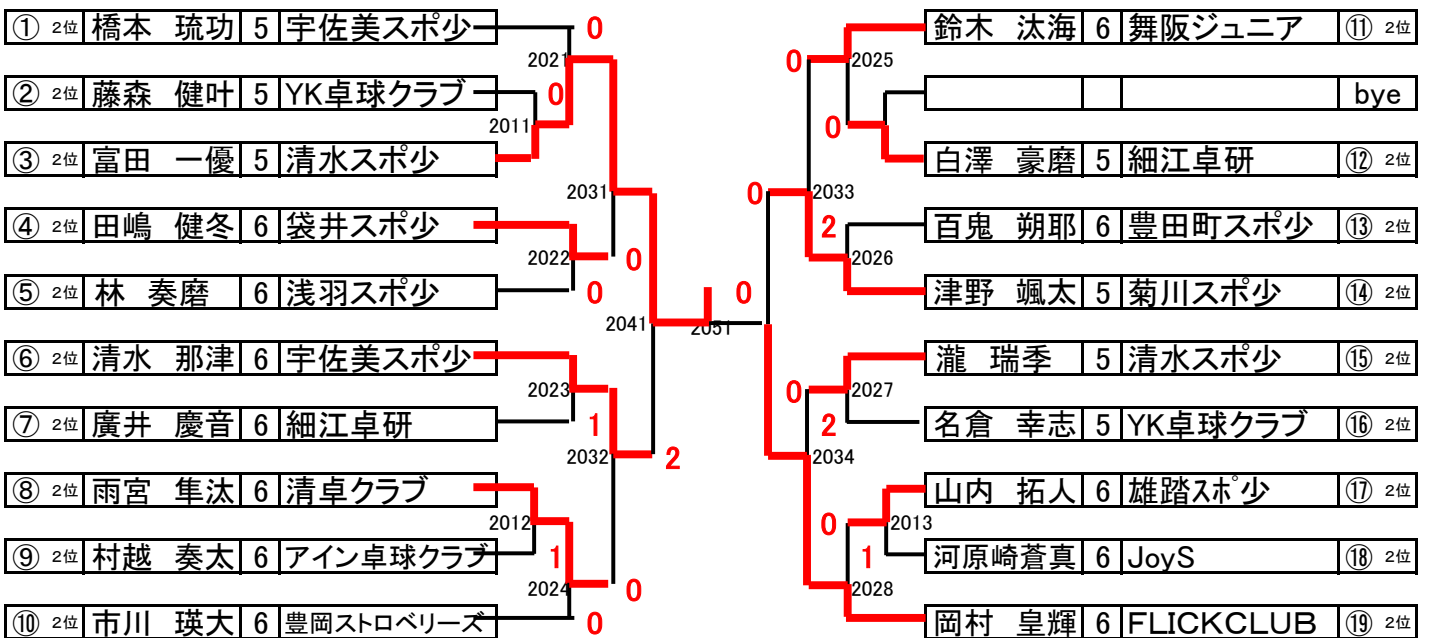 ① 2位 橋本 琉功 5 宇佐美スポ少
0
2021
② 2位 藤森 健叶 5 YK卓球クラブ
0
2011
③ 2位 富田 一優 5 清水スポ少
2031
④ 2位 田嶋 健冬 6 袋井スポ少
2022
0
⑤ 2位 林 奏磨 6 浅羽スポ少
0
2041
⑥ 2位 清水 那津 6 宇佐美スポ少
2023
⑦ 2位 廣井 慶音 6 細江卓研
1
2032
2
⑧ 2位 雨宮 隼汰 6 清卓クラブ
2012
⑨ 2位 村越 奏太 6 アイン卓球クラブ
1
2024
0
⑩ 2位 市川 瑛大 6 豊岡ストロベリーズ
0
0
2051
鈴木 汰海 6 舞阪ジュニア ⑪ 2位
0
2025
bye
0
白澤 豪磨 5 細江卓研 ⑫ 2位
0
2033
百鬼 朔耶 6 豊田町スポ少 ⑬ 2位
2
2026
津野 颯太 5 菊川スポ少 ⑭ 2位
瀧 瑞季 5 清水スポ少 ⑮ 2位
0
2027
名倉 幸志 5 YK卓球クラブ ⑯ 2位
2
2034
山内 拓人 6 雄踏スポ少 ⑰ 2位
0
2013
河原崎蒼真 6 JoyS ⑱ 2位
1
2028
岡村 皇輝 6 FLICKCLUB ⑲ 2位